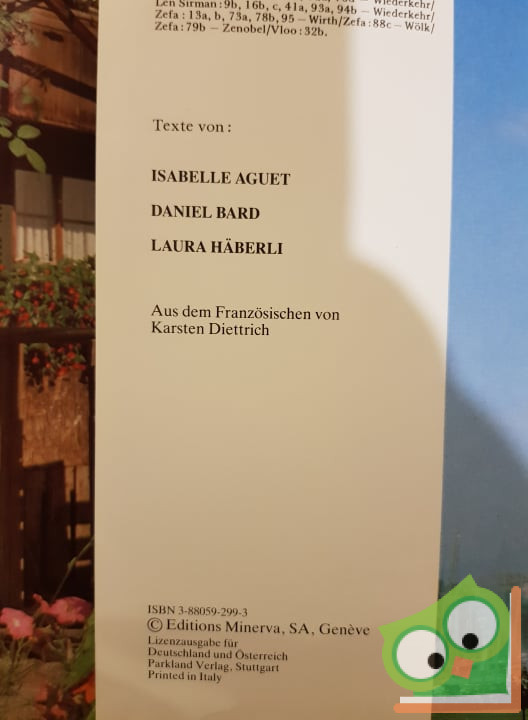 Len Sirman : 9b, 16b, c, 41a, 93a, 94b – Wiederkehr/
Zefa : 13a, b, 73a, 78b, 95 – Wirth/Zefa : 88c – Wölk/
Zefa : 79b – Zenobel/Vloo : 32b.
Texte von :
ISABELLE AGUET
DANIEL BARD
LAURA HÄBERLI
Aus dem Französischen von
Karsten Diettrich
ISBN 3-88059-299-3
© Editions Minerva, SA, Genève
Lizenzausgabe für
Deutschland und Österreich
Parkland Verlag, Stuttgart
Printed in Italy